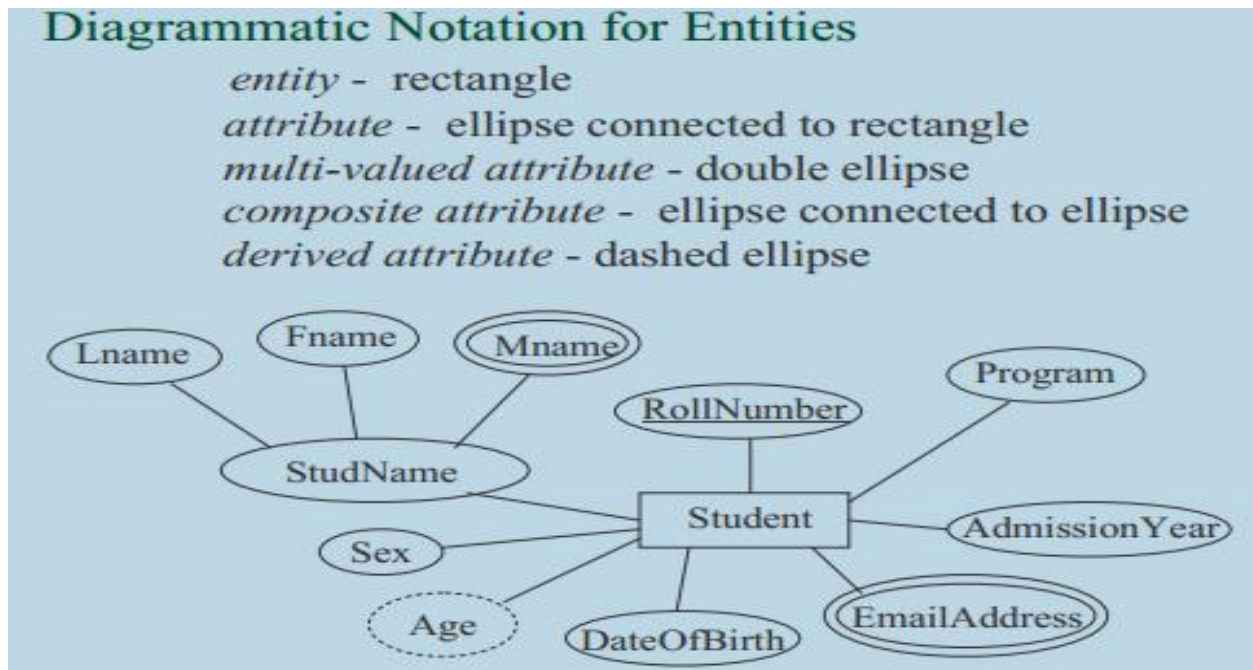 Diagrammatic Notation for Entities
entity - rectangle
attribute - ellipse connected to rectangle
multi-valued attribute - double ellipse
composite attribute - ellipse connected to ellipse
derived attribute - dashed ellipse
Lname
Fname
Mname
RollNumber
Program
StudName
Student
AdmissionYear
Sex
Age
DateOfBirth
EmailAddress